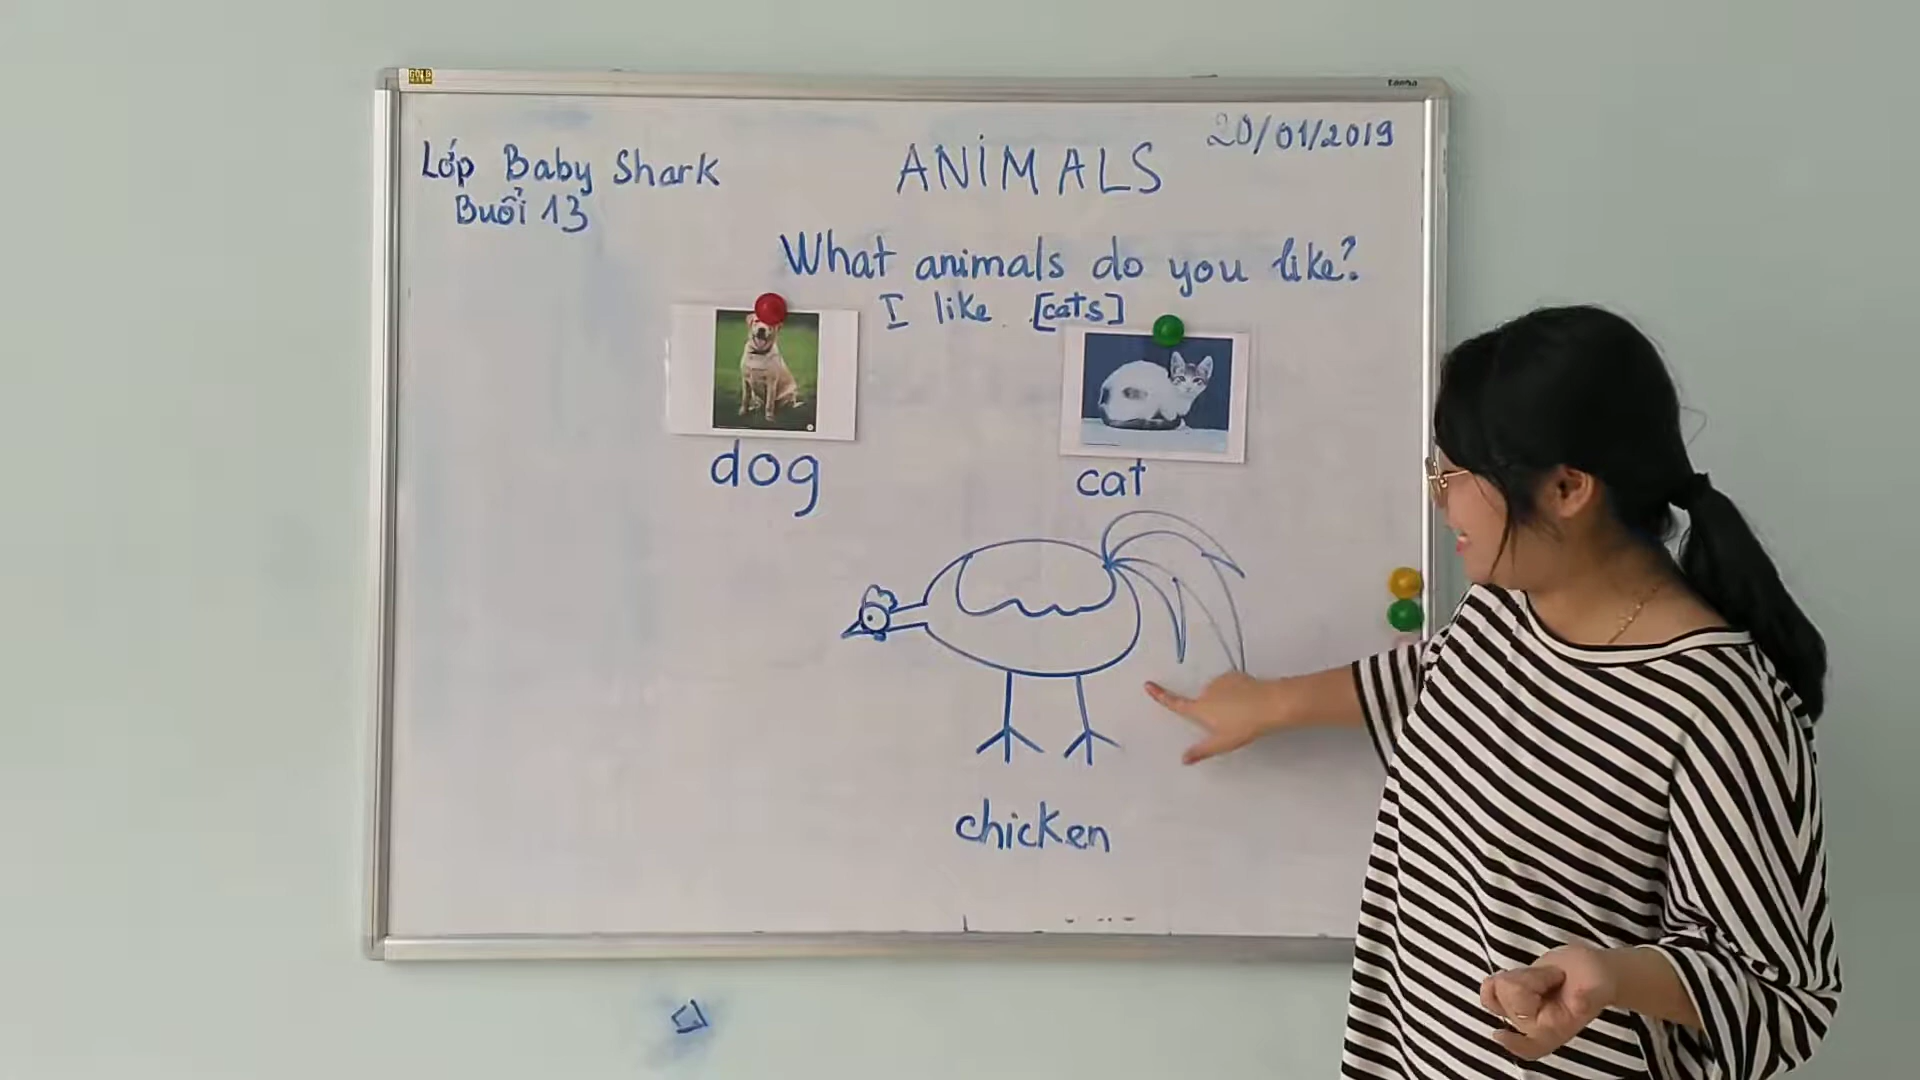 Lớp Baby Shark
Buổi 13
ANIMALS
20/01/2019
What animals do you like?
I like [cats]
dog
cat
chicken